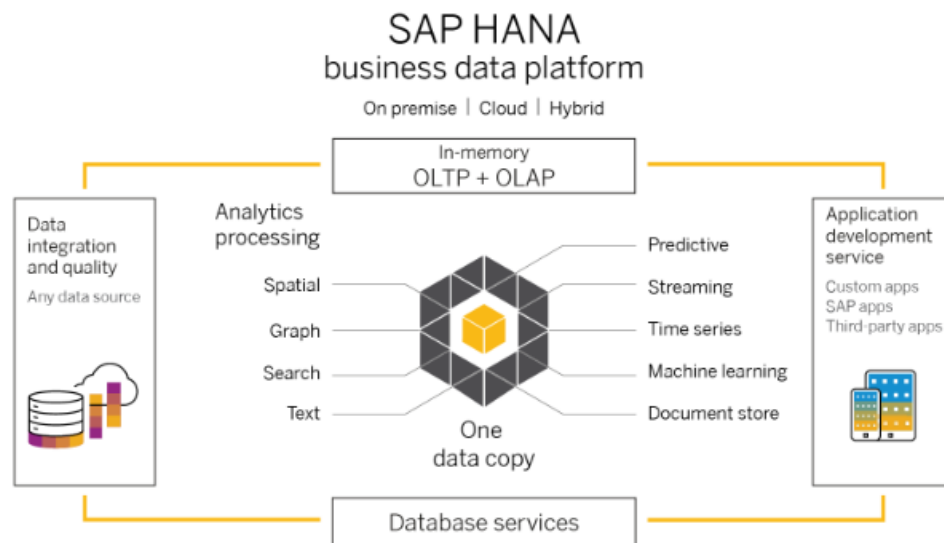 SAP HANA
business data platform
On premise | Cloud | Hybrid
In-memory
OLTP + OLAP
Data
integration
and quality
Any data source
Analytics
processing
Spatial
Graph
Search
Text
Predictive
Streaming
Time series
Machine learning
Document store
One
data copy
Application
development
service
Custom apps
SAP apps
Third-party apps
Database services